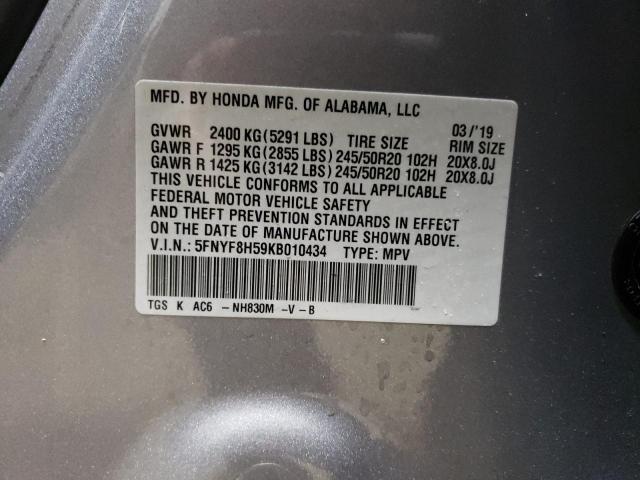 MFD. BY HONDA MFG. OF ALABAMA, LLC
03/'19
GVWR 2400 KG(5291 LBS) TIRE SIZE RIM SIZE
GAWR F 1295 KG(2855 LBS) 245/50R20 102H 20X8.0J
GAWR R 1425 KG(3142 LBS) 245/50R20 102H 20X8.0J
THIS VEHICLE CONFORMS TO ALL APPLICABLE
FEDERAL MOTOR VEHICLE SAFETY
AND THEFT PREVENTION STANDARDS IN EFFECT
ON THE DATE OF MANUFACTURE SHOWN ABOVE.
V.I.N.: 5FNYF8H59KB010434 TYPE: MPV
TGS K AC6 - NH830M -V-B